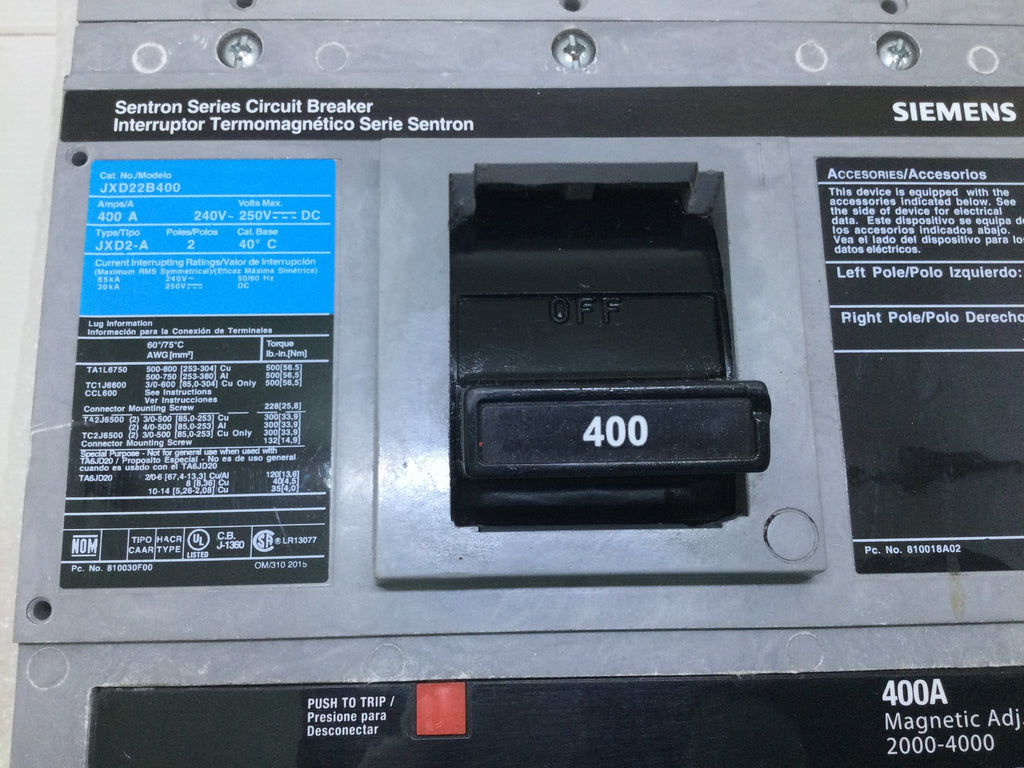 Sentron Series Circuit Breaker
Interruptor Termomagnético Serie Sentron
SIEMENS
Cat. No./Modelo
JXD22B400
Amps/A Volts Max.
400 A 240V~ 250V⎓ DC
Type/Tipo Poles/Polos Cal. Base
JXD2-A 2 40° C
Current Interrupting Ratings/Valor de Interrupción
(Maximum RMS Symmetrical)/(Eficaz Máxima Simétrica)
65kA 240V~ 50/60 Hz
30kA 250V⎓ DC
Lug Information
Información para la Conexión de Terminales
60°/75°C Torque
AWG[mm²] lb.-in.[Nm]
TA1L6750 500-600 [253-304] Cu 500[56.5]
500-750 [253-380] Al 500[56,5]
TC1J6600 3/0-600 [85,0-304] Cu Only 500[56,5]
CCL600 See Instructions
Ver Instrucciones
Connector Mounting Screw 228[25,8]
TA2J6500 (2) 3/0-500 [85,0-253] Cu 300[33,9]
(2) 4/0-500 [85,0-253] Al 300[33,9]
TC2J6500 (2) 3/0-500 [85,0-253] Cu Only 300[33,9]
Connector Mounting Screw 132[14,9]
Special Purpose - Not for general use when used with
TA6JD20 / Proposito Especial - No es de uso general
cuando es usado con el TA6JD20
TA6JD20 2/0-6 [67,4-13,3] Cu/Al 120[13,6]
8 [8,36] Cu 40[4,5]
10-14 [5,26-2,08] Cu 35[4,0]
NOM
TIPO HACR
CAAR TYPE
UL
LISTED
C.B.
J-1360
SA ® LR13077
Pc. No. 810030F00 OM/310 2015
OFF
400
ACCESORIES/Accesorios
This device is equipped with the
accessories indicated below. See
the side of device for electrical
data. Este dispositivo se equipa
los accesorios indicados abajo.
Vea el lado del dispositivo para
datos eléctricos.
Left Pole/Polo Izquierdo:
Right Pole/Polo Derecho
Pc. No. 810018A02
PUSH TO TRIP /
Presione para
Desconectar
400A
Magnetic Adj.
2000-4000